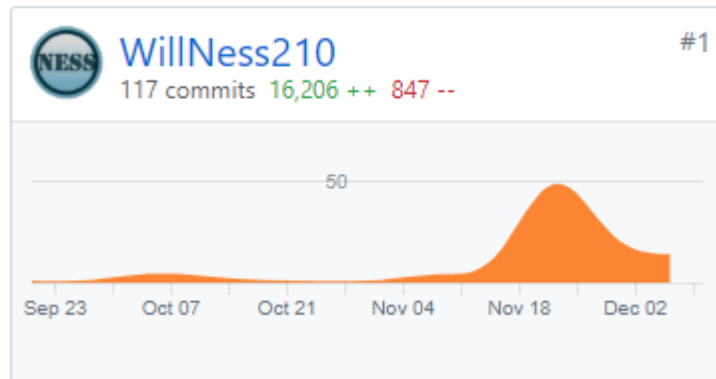 NESS
WillNess210
#1
117 commits 16,206 ++ 847 --
50
Sep 23 Oct 07 Oct 21 Nov 04 Nov 18 Dec 02